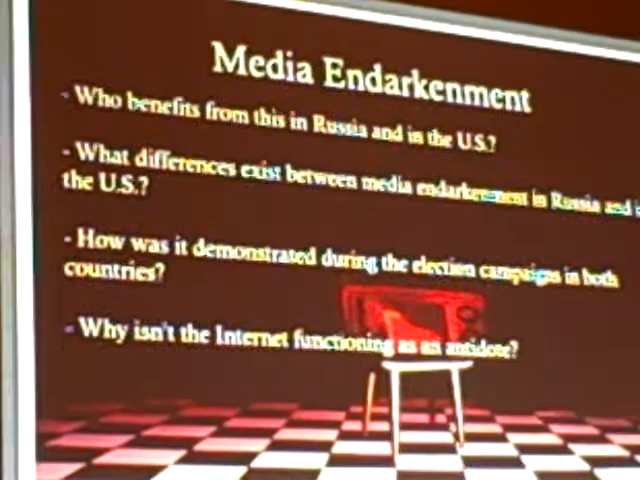 Media Endarkenment
- Who benefits from this in Russia and in the U.S.?
- What differences exist between media endarkenment in Russia and
the U.S.?
- How was it demonstrated during the election campaigns in both
countries?
- Why isn't the Internet functioning as an antidote?